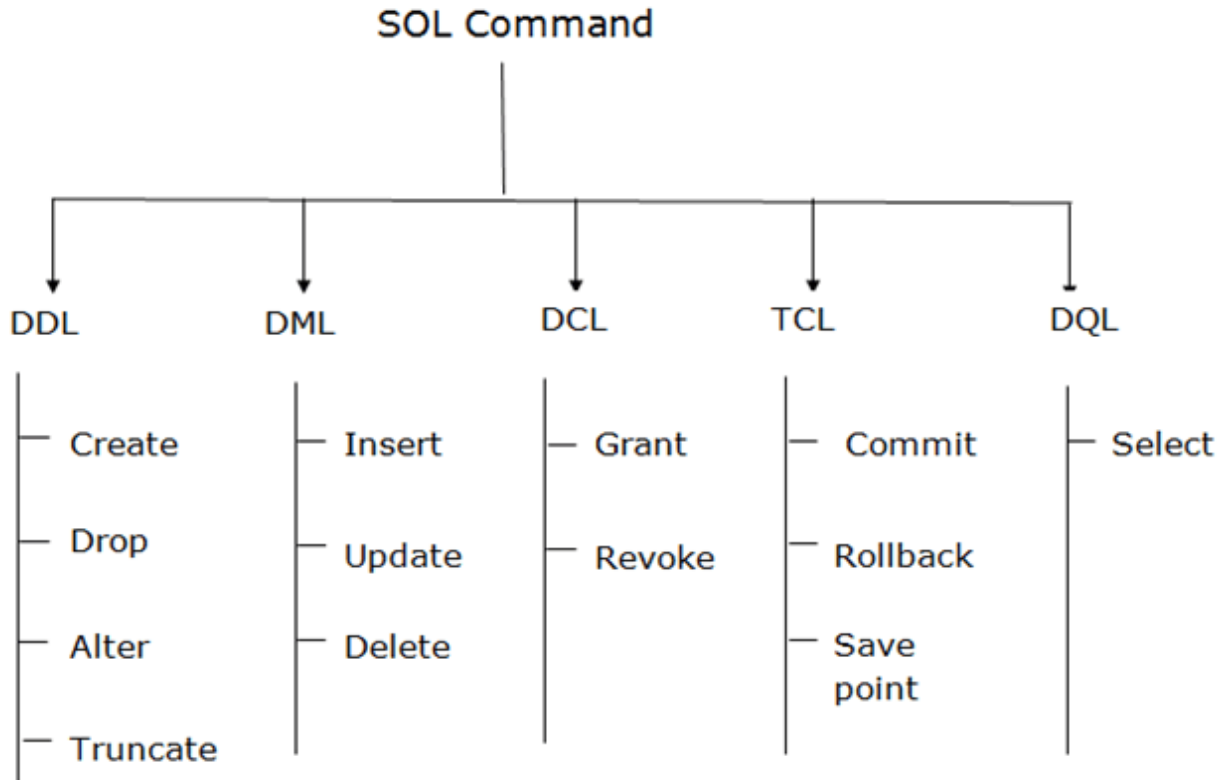 SOL Command
DDL
DML
DCL
TCL
DQL
Create
Drop
Alter
Truncate
Insert
Update
Delete
Grant
Revoke
Commit
Rollback
Save
point
Select